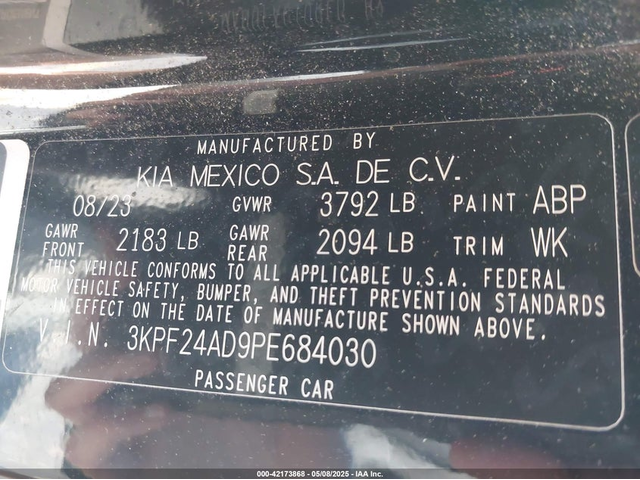 MANUFACTURED BY
KIA MEXICO S.A. DE C.V.
08/23 GVWR 3792 LB PAINT ABP
GAWR FRONT 2183 LB GAWR REAR 2094 LB TRIM WK
THIS VEHICLE CONFORMS TO ALL APPLICABLE U.S.A. FEDERAL
MOTOR VEHICLE SAFETY, BUMPER, AND THEFT PREVENTION STANDARDS
IN EFFECT ON THE DATE OF MANUFACTURE SHOWN ABOVE.
V.I.N. 3KPF24AD9PE684030
PASSENGER CAR
000-42173868 - 05/08/2025 - IAA Inc.